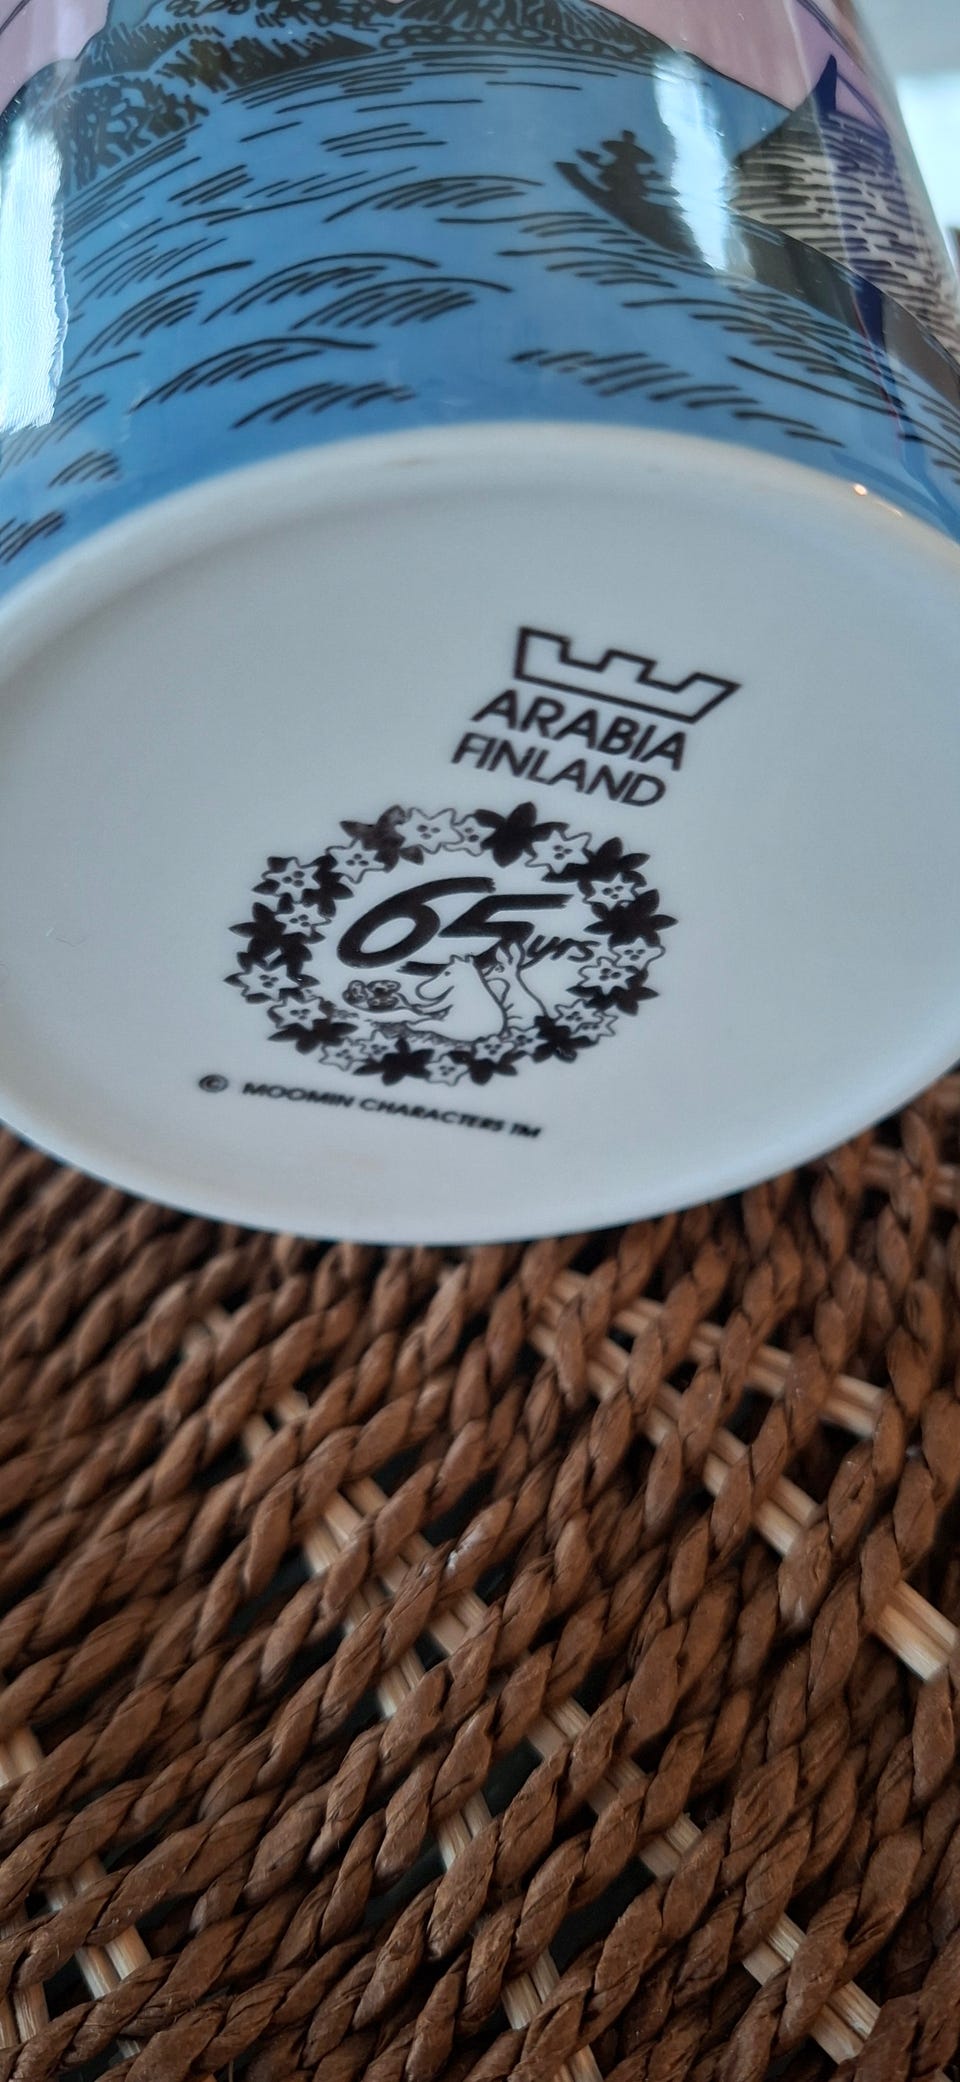 ARABIA
FINLAND
65 yrs
© MOOMIN CHARACTERS TM